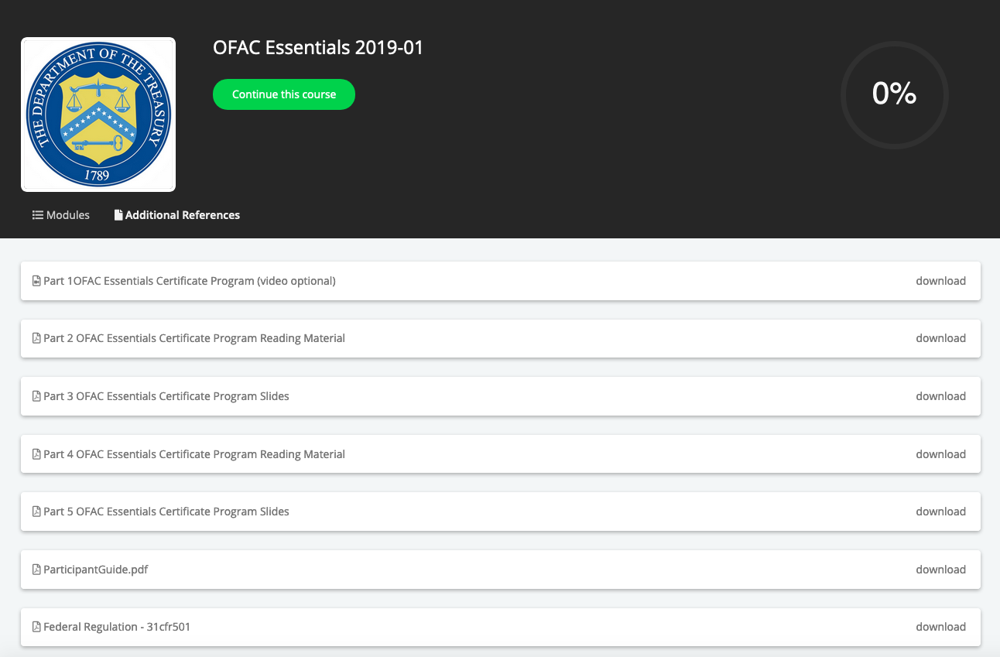 THE DEPARTMENT OF THE TREASURY
1789
OFAC Essentials 2019-01
Continue this course
0%
Modules
Additional References
Part 1OFAC Essentials Certificate Program (video optional) download
Part 2 OFAC Essentials Certificate Program Reading Material download
Part 3 OFAC Essentials Certificate Program Slides download
Part 4 OFAC Essentials Certificate Program Reading Material download
Part 5 OFAC Essentials Certificate Program Slides download
ParticipantGuide.pdf download
Federal Regulation - 31cfr501 download